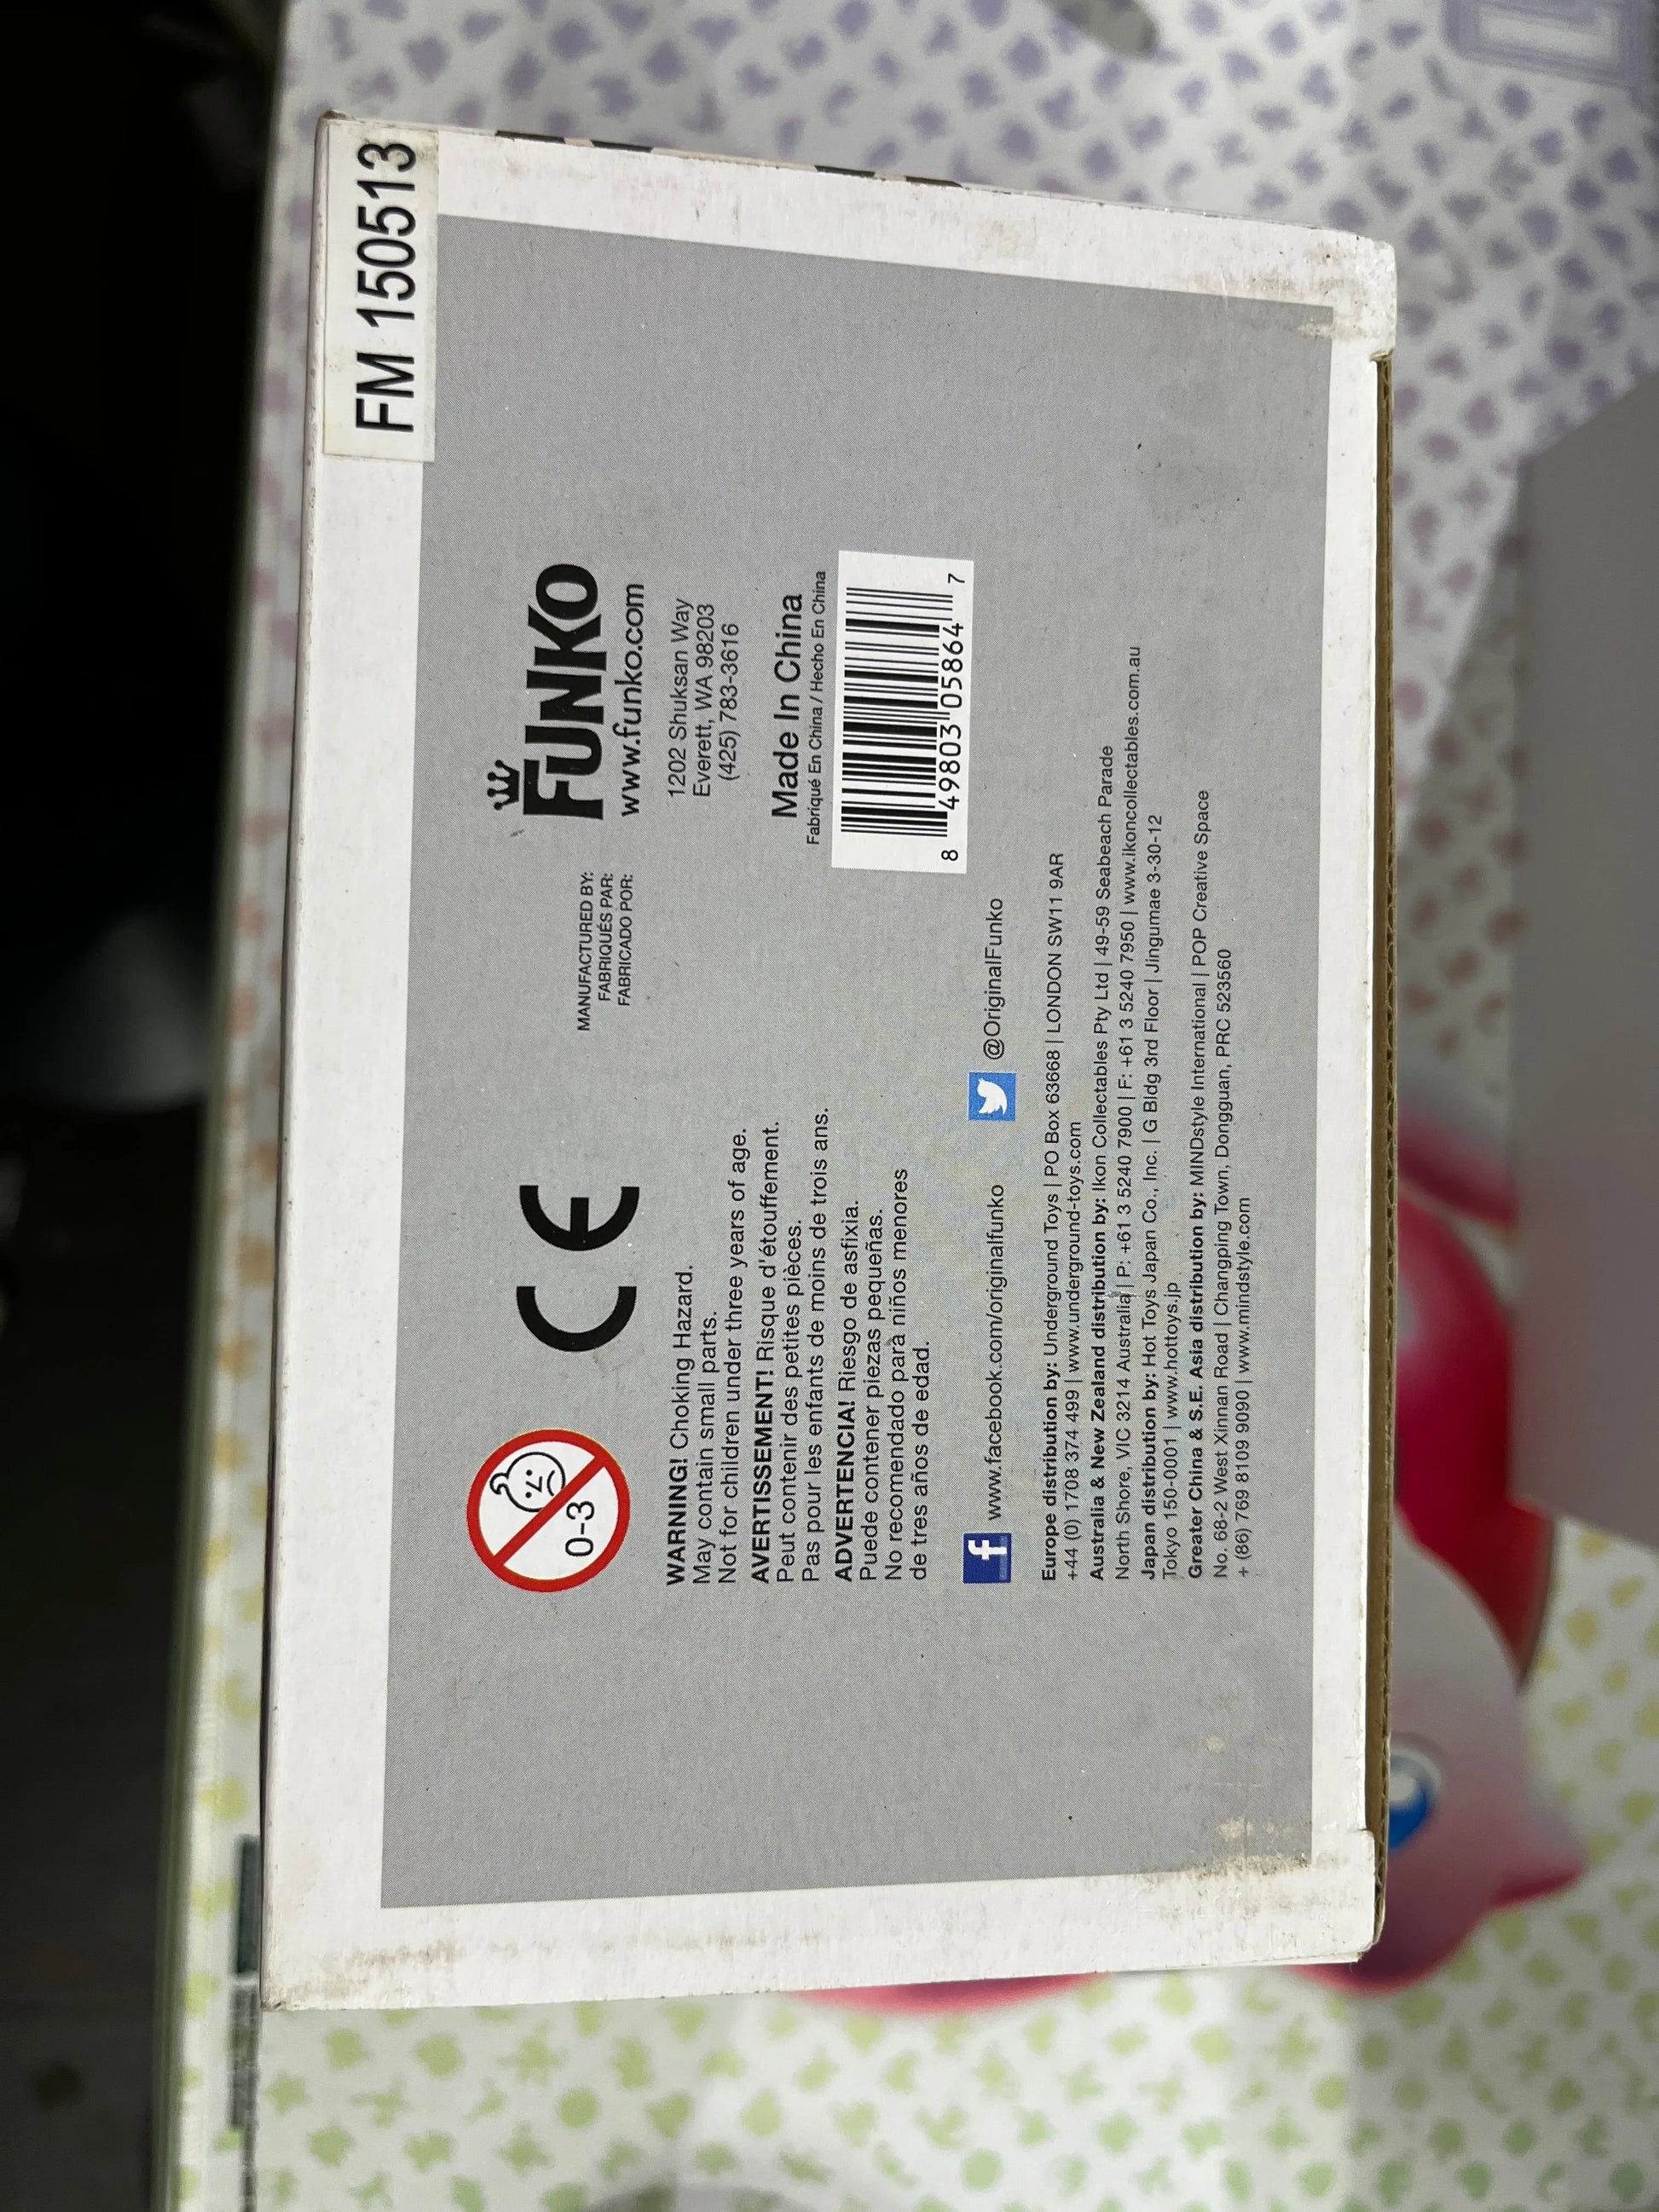 FM 150513
0-3
CE
MANUFACTURED BY:
FABRIQUÉS PAR:
FABRICADO POR:
FUNKO
www.funko.com
1202 Shuksan Way
Everett, WA 98203
(425) 783-3616
Made In China
Fabriqué En China / Hecho En China
8 49803 05864 7
WARNING! Choking Hazard.
May contain small parts.
Not for children under three years of age.
AVERTISSEMENT! Risque d'étouffement.
Peut contenir des petites pièces.
Pas pour les enfants de moins de trois ans.
ADVERTENCIA! Riesgo de asfixia.
Puede contener piezas pequeñas.
No recomendado parà niños menores
de tres años de edad.
f www.facebook.com/originalfunko @OriginalFunko
Europe distribution by: Underground Toys | PO Box 63668 | LONDON SW11 9AR
+44 (0) 1708 374 499 | www.underground-toys.com
Australia & New Zealand distribution by: Ikon Collectables Pty Ltd | 49-59 Seabeach Parade
North Shore, VIC 3214 Australia | P: +61 3 5240 7900 | F: +61 3 5240 7950 | www.ikoncollectables.com.au
Japan distribution by: Hot Toys Japan Co., Inc. | G Bldg 3rd Floor | Jingumae 3-30-12
Tokyo 150-0001 | www.hottoys.jp
Greater China & S.E. Asia distribution by: MINDstyle International | POP Creative Space
No. 68-2 West Xinnan Road | Changping Town, Dongguan, PRC 523560
+ (86) 769 8109 9090 | www.mindstyle.com